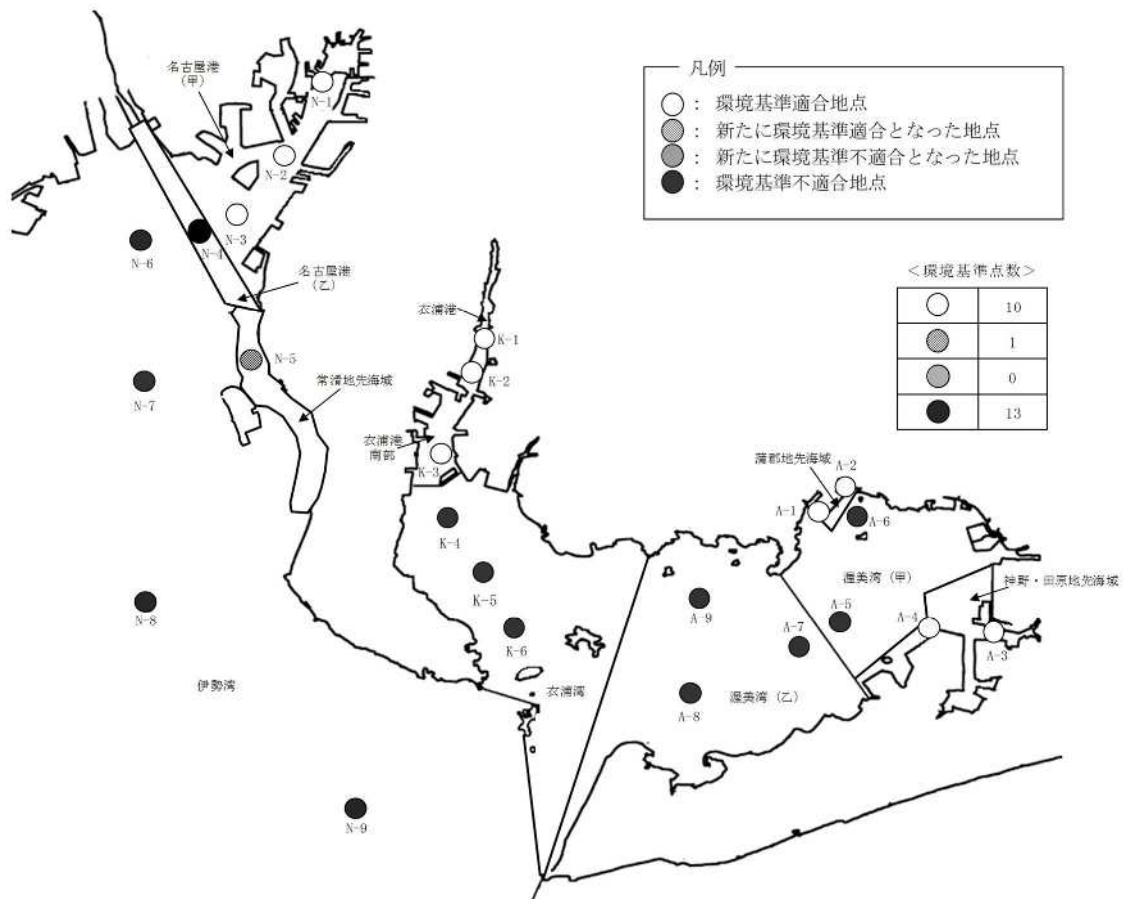 名古屋港
(甲)
N-1
N-2
N-3
N-4
N-6
名古屋港
(乙)
N-5
N-7
常滑地先海域
N-8
伊勢湾
N-9
衣浦港
K-1
K-2
衣浦港
南部
K-3
K-4
K-5
K-6
衣浦湾
蒲郡地先海域
A-2
A-1
A-6
渥美湾(甲)
神野・田原地先海域
A-9
A-5
A-4
A-7
A-3
A-8
渥美湾(乙)
凡例
: 環境基準適合地点
: 新たに環境基準適合となった地点
: 新たに環境基準不適合となった地点
: 環境基準不適合地点
<環境基準点数>
10
1
0
13